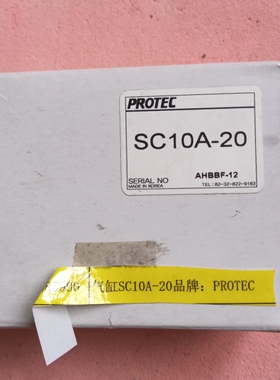 PROTEC
SC10A-20
SERIAL NO
AHBBF-12
MADE IN KOREA
TEL:82-32-822-9183
气缸SC10A-20品牌: PROTEC